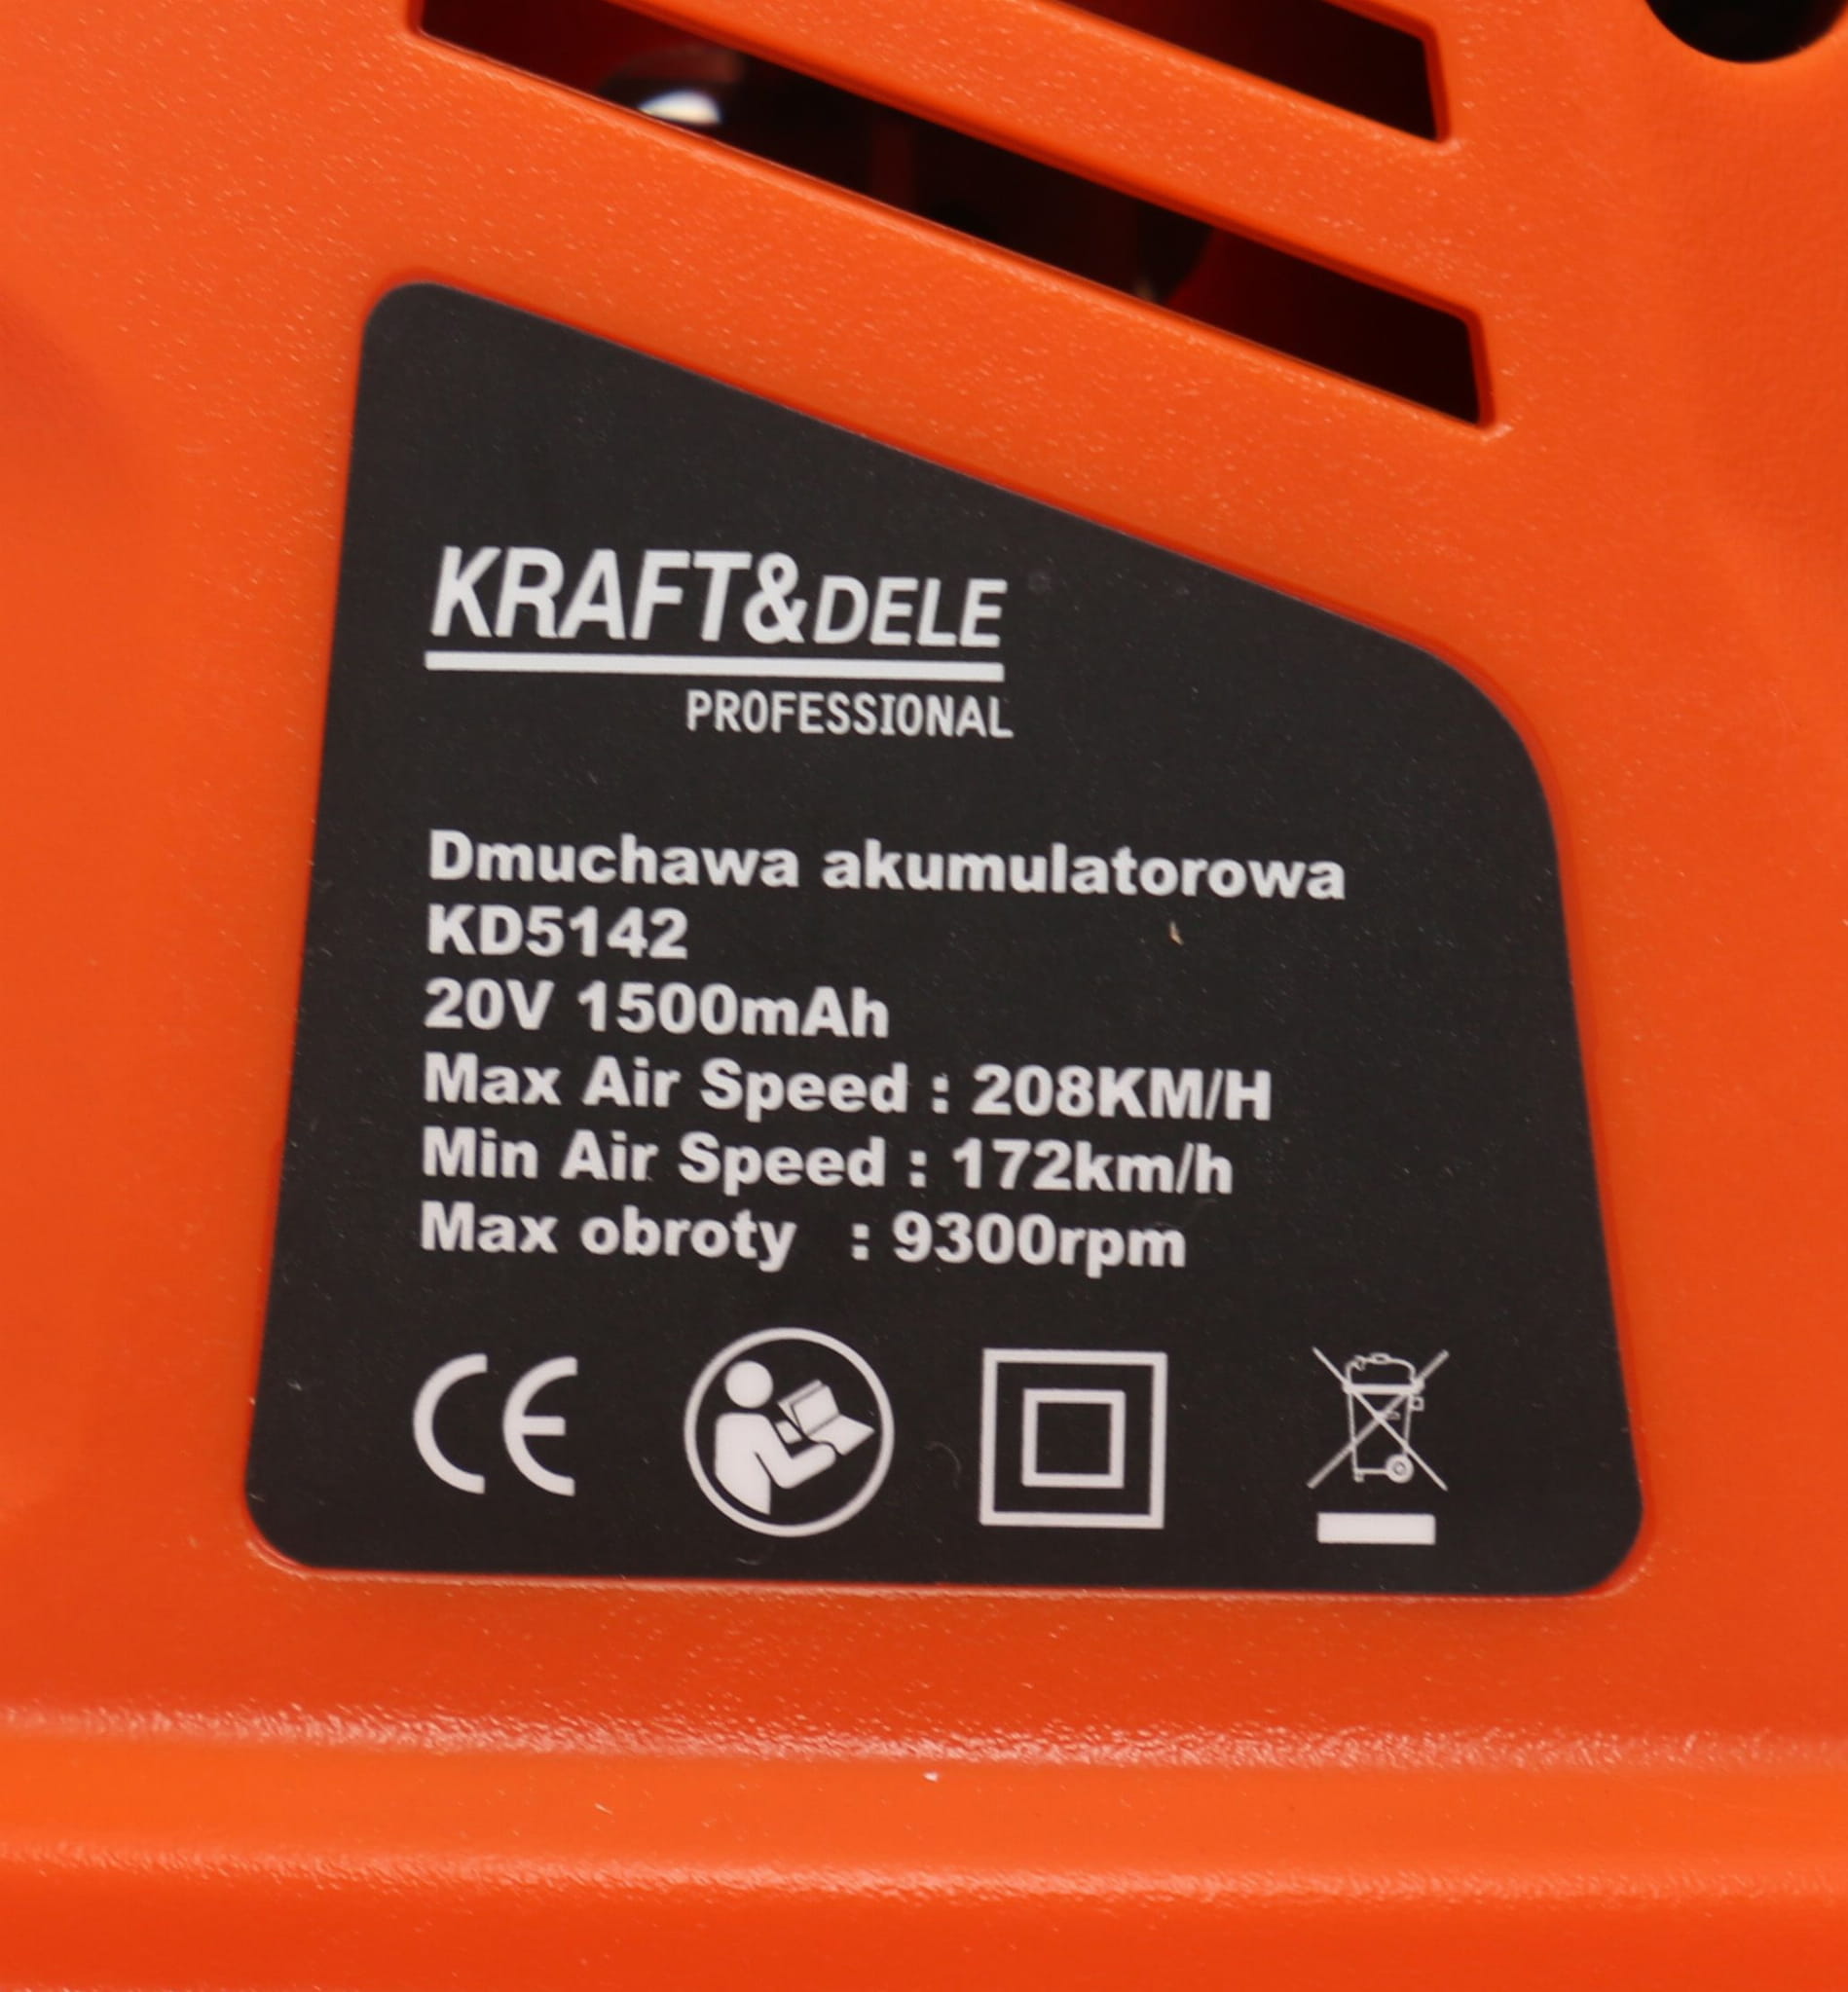 KRAFT&DELE
PROFESSIONAL
Dmuchawa akumulatorowa
KD5142
20V 1500mAh
Max Air Speed : 208KM/H
Min Air Speed : 172km/h
Max obroty : 9300rpm
CE